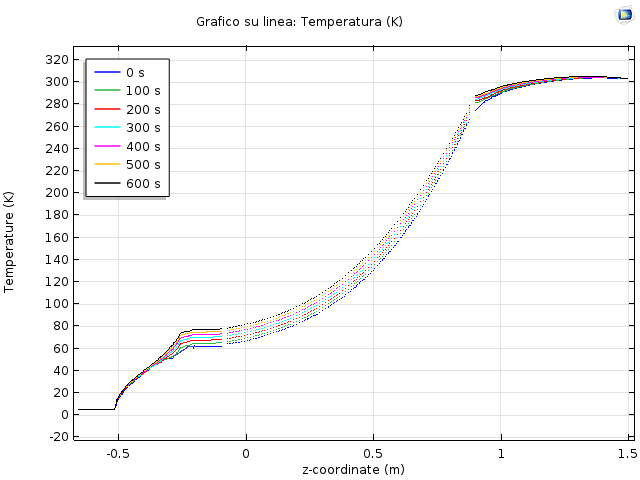 Grafico su linea: Temperatura (K)
320
300
280
260
240
220
200
180
160
140
120
100
80
60
40
20
0
-20
0 s
100 s
200 s
300 s
400 s
500 s
600 s
Temperature (K)
-0.5 0 0.5 1 1.5
z-coordinate (m)